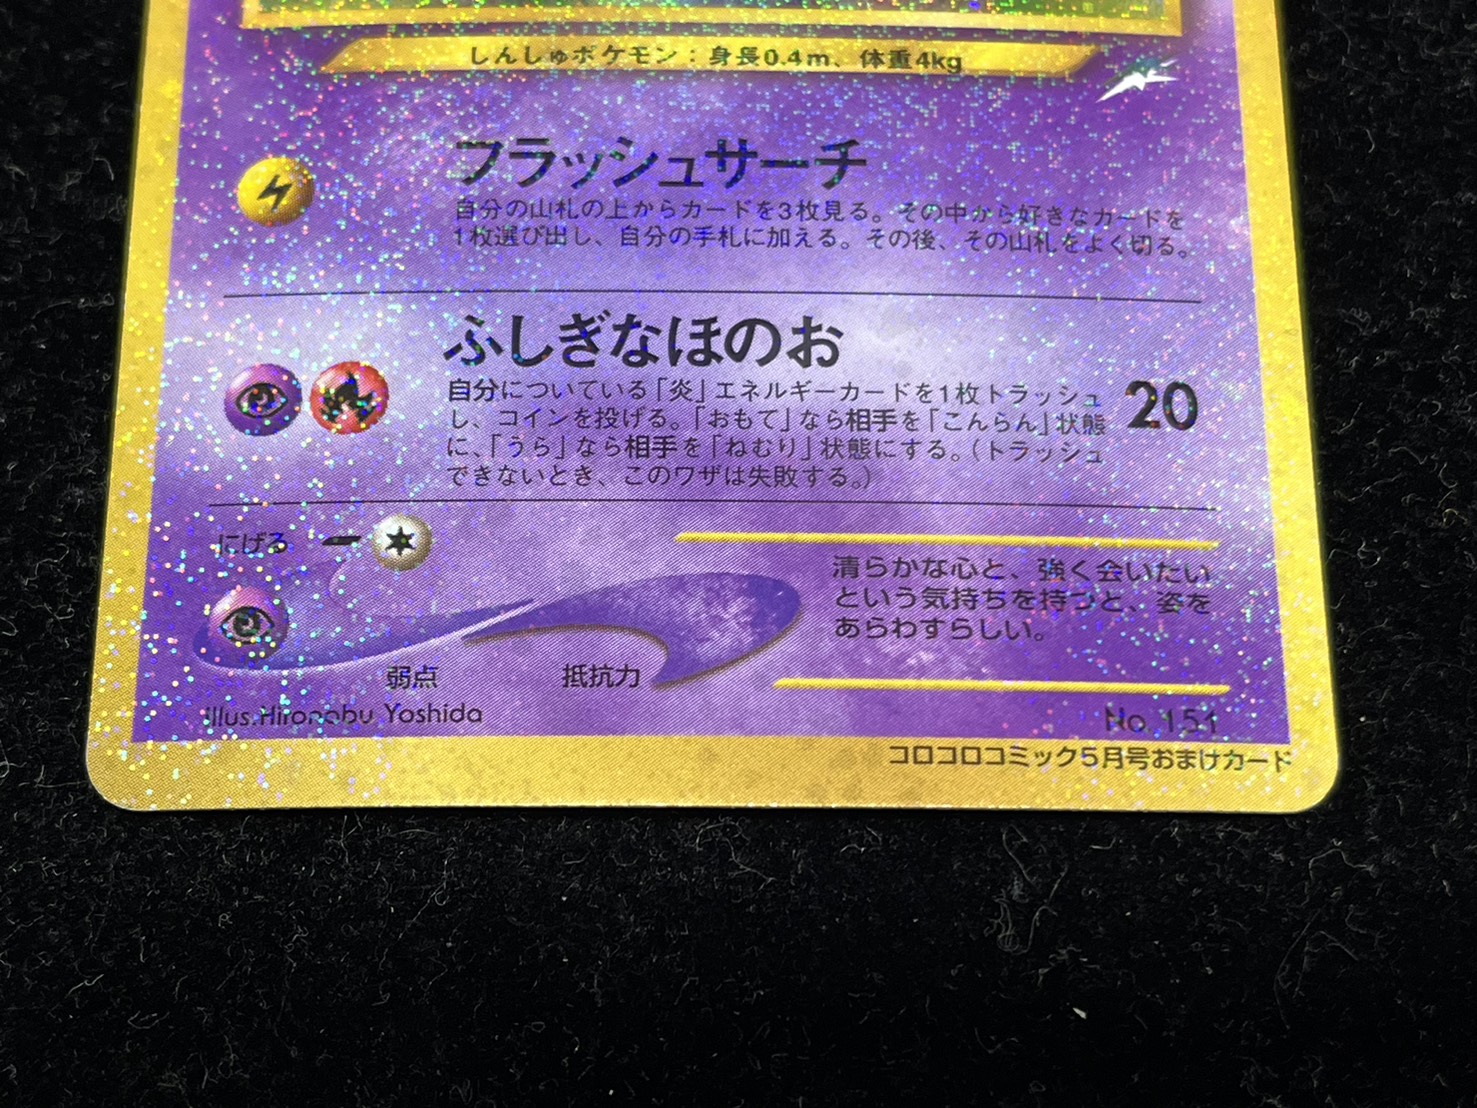 しんしゅポケモン：身長0.4m、体重4kg
フラッシュサーチ
自分の山札の上からカードを3枚見る。その中から好きなカードを
1枚選び出し、自分の手札に加える。その後、その山札をよく切る。
ふしぎなほのお
自分についている「炎」エネルギーカードを1枚トラッシュ
し、コインを投げる。「おもて」なら相手を「こんらん」状態
に、「うら」なら相手を「ねむり」状態にする。（トラッシュ
できないとき、このワザは失敗する。）
20
にげる
清らかな心と、強く会いたい
という気持ちを持つと、姿を
あらわすらしい。
弱点
抵抗力
illus.Hironobu Yoshida
No.151
コロコロコミック5月号おまけカード